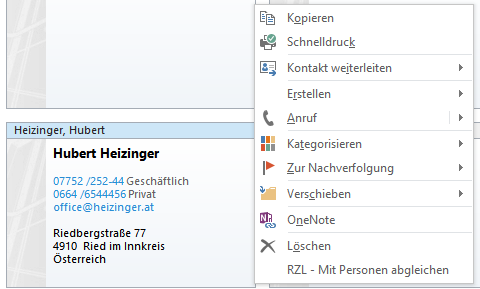 Heizinger, Hubert
Hubert Heizinger
07752 /252-44 Geschäftlich
0664 /6544456 Privat
office@heizinger.at
Riedbergstraße 77
4910  Ried im Innkreis
Österreich
Kopieren
Schnelldruck
Kontakt weiterleiten
Erstellen
Anruf
Kategorisieren
Zur Nachverfolgung
Verschieben
OneNote
Löschen
RZL - Mit Personen abgleichen